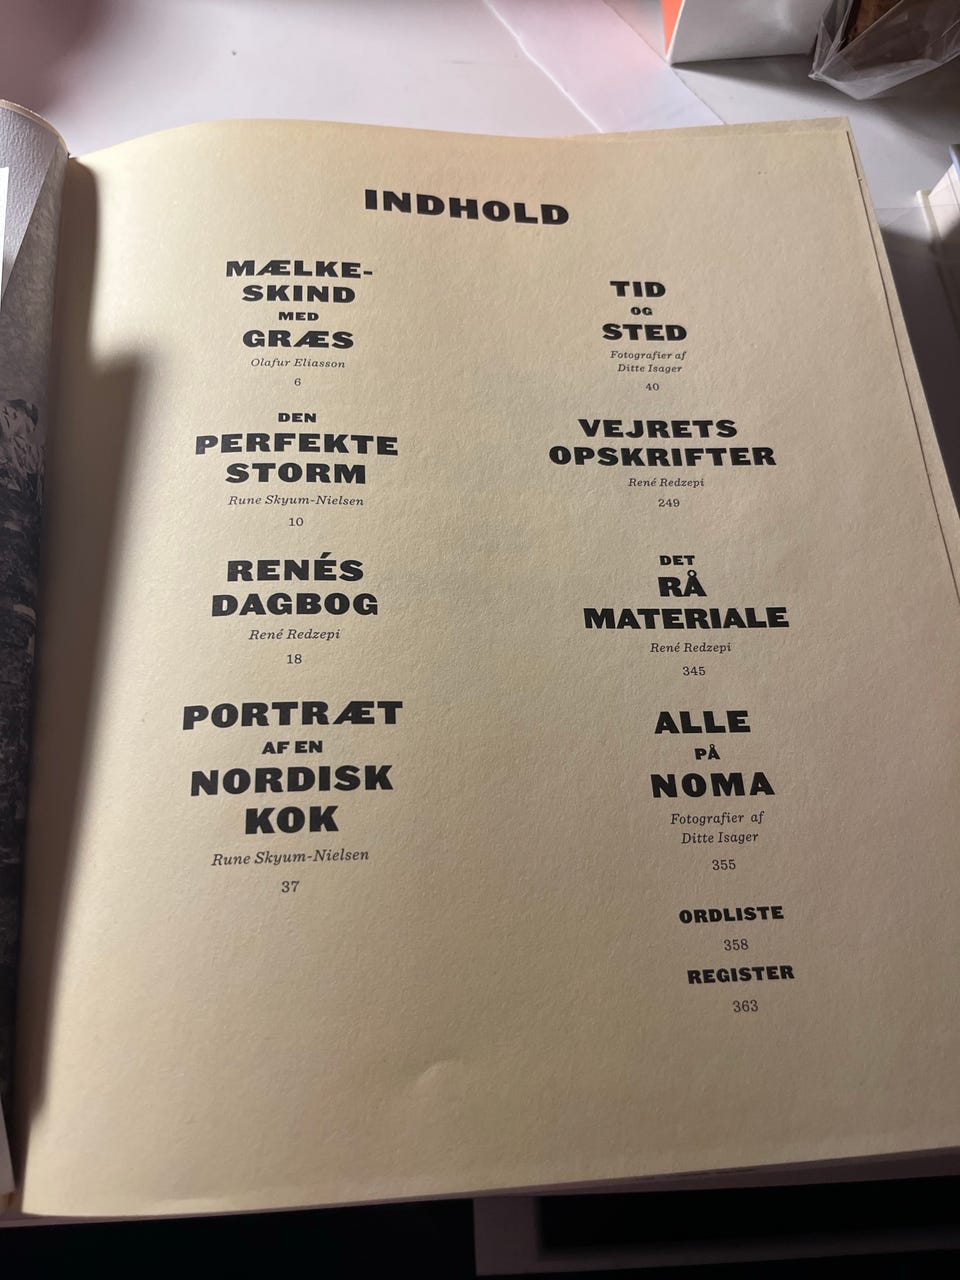 INDHOLD
MÆLKE-
SKIND
MED
GRÆS
Olafur Eliasson
6
DEN
PERFEKTE
STORM
Rune Skyum-Nielsen
10
RENÉS
DAGBOG
René Redzepi
18
PORTRÆT
AF EN
NORDISK
KOK
Rune Skyum-Nielsen
37
TID
OG
STED
Fotografier af
Ditte Isager
40
VEJRETS
OPSKRIFTER
René Redzepi
249
DET
RÅ
MATERIALE
René Redzepi
345
ALLE
PÅ
NOMA
Fotografier af
Ditte Isager
355
ORDLISTE
358
REGISTER
363